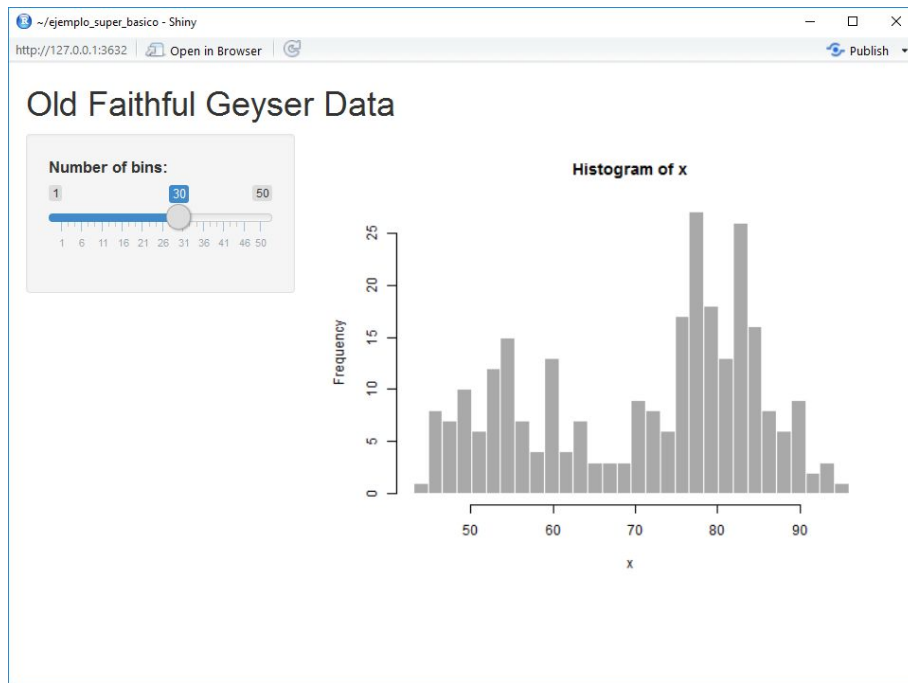 ~/ejemplo_super_basico - Shiny
http://127.0.0.1:3632 Open in Browser Publish
Old Faithful Geyser Data
Number of bins:
1 30 50
1 6 11 16 21 26 31 36 41 46 50
Histogram of x
Frequency
25
20
15
10
5
0
50 60 70 80 90
x